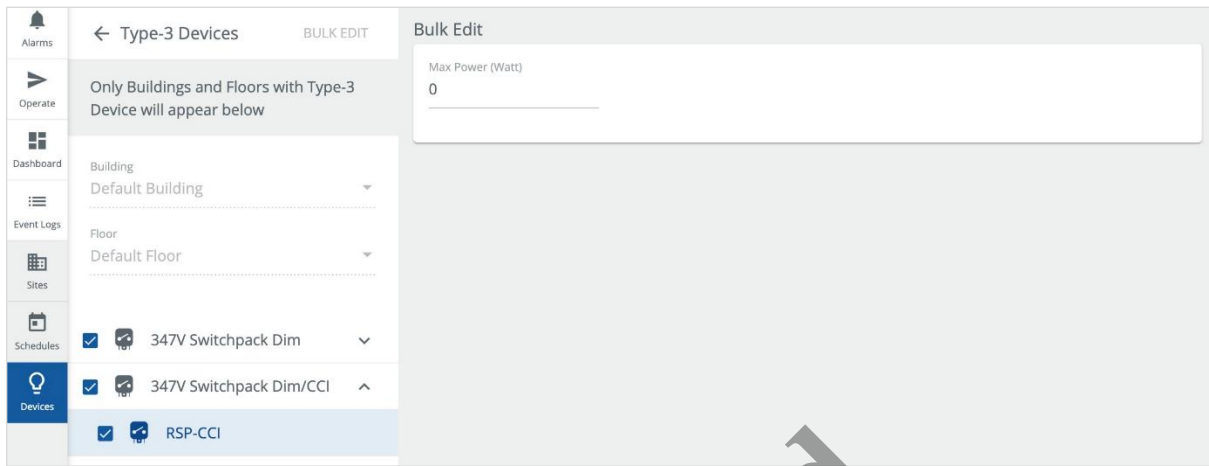 Alarms
Operate
Dashboard
Event Logs
Sites
Schedules
Devices
Type-3 Devices
BULK EDIT
Only Buildings and Floors with Type-3
Device will appear below
Building
Default Building
Floor
Default Floor
347V Switchpack Dim
347V Switchpack Dim/CCI
RSP-CCI
Bulk Edit
Max Power (Watt)
0